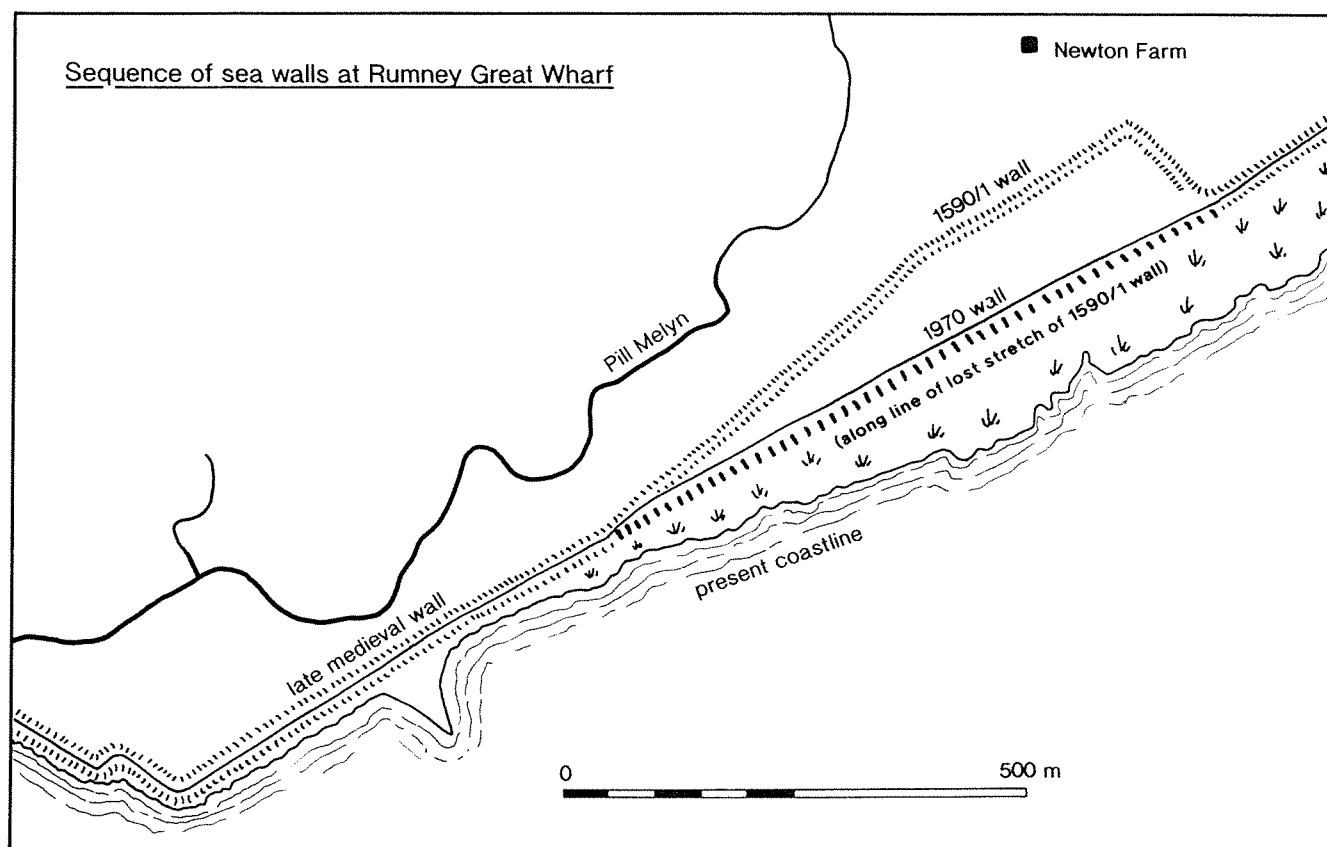 Sequence of sea walls at Rumney Great Wharf
Newton Farm
1590/1 wall
1970 wall
(along line of lost stretch of 1590/1 wall)
Pill Melyn
present coastline
late medieval wall
0
500 m